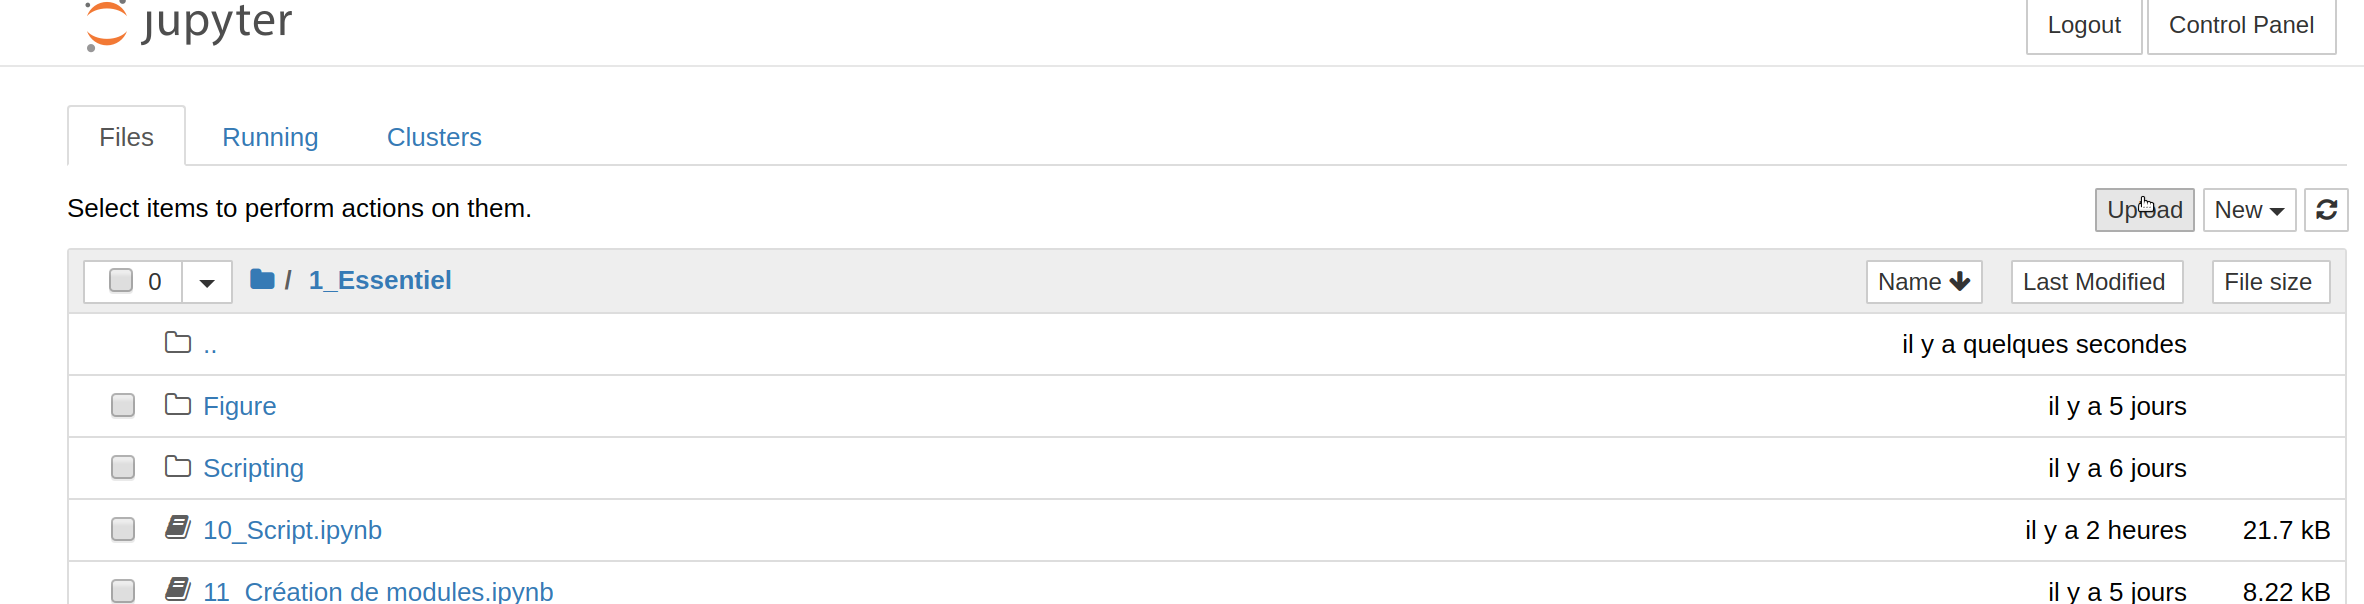 jupyter
Logout Control Panel
Files Running Clusters
Select items to perform actions on them.
Upload New
0 / 1_Essentiel Name Last Modified File size
.. il y a quelques secondes
Figure il y a 5 jours
Scripting il y a 6 jours
10_Script.ipynb il y a 2 heures 21.7 kB
11_Création de modules.ipynb il y a 5 jours 8.22 kB